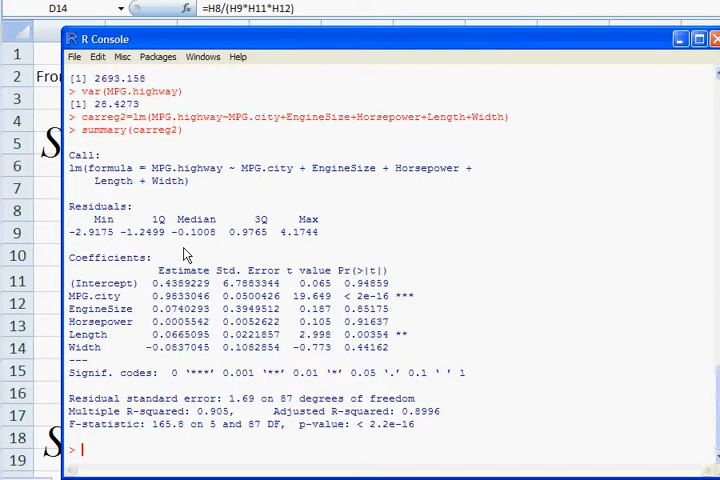 D14 fx =H8/(H9*H11*H12)
R Console
File Edit Misc Packages Windows Help
1
2 Fro
3
4
5 S
6
7
8
9
10
11
12
13
14
15
16
17
18 S
19
[1] 2693.158
> var(MPG.highway)
[1] 28.4273
> carreg2=lm(MPG.highway~MPG.city+EngineSize+Horsepower+Length+Width)
> summary(carreg2)
Call:
lm(formula = MPG.highway ~ MPG.city + EngineSize + Horsepower +
Length + Width)
Residuals:
Min 1Q Median 3Q Max
-2.9175 -1.2499 -0.1008 0.9765 4.1744
Coefficients:
Estimate Std. Error t value Pr(>|t|)
(Intercept) 0.4389229 6.7883344 0.065 0.94859
MPG.city 0.9833046 0.0500426 19.649 < 2e-16 ***
EngineSize 0.0740293 0.3949512 0.187 0.85175
Horsepower 0.0005542 0.0052622 0.105 0.91637
Length 0.0665095 0.0221857 2.998 0.00354 **
Width -0.0837045 0.1082854 -0.773 0.44162
---
Signif. codes: 0 ‘***’ 0.001 ‘**’ 0.01 ‘*’ 0.05 ‘.’ 0.1 ‘ ’ 1
Residual standard error: 1.69 on 87 degrees of freedom
Multiple R-squared: 0.905, Adjusted R-squared: 0.8996
F-statistic: 165.8 on 5 and 87 DF, p-value: < 2.2e-16
>